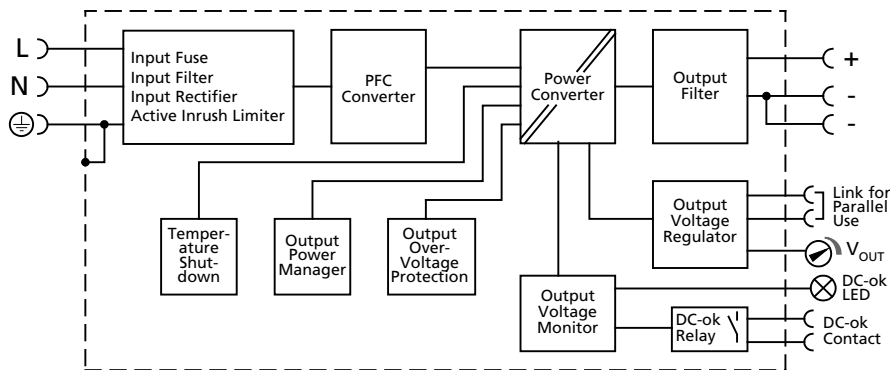 L
N
Input Fuse
Input Filter
Input Rectifier
Active Inrush Limiter
PFC
Converter
Power
Converter
Output
Filter
+
-
-
Temper-
ature
Shut-
down
Output
Power
Manager
Output
Over-
Voltage
Protection
Output
Voltage
Regulator
Link for
Parallel
Use
VOUT
Output
Voltage
Monitor
DC-ok
LED
DC-ok
Relay
DC-ok
Contact